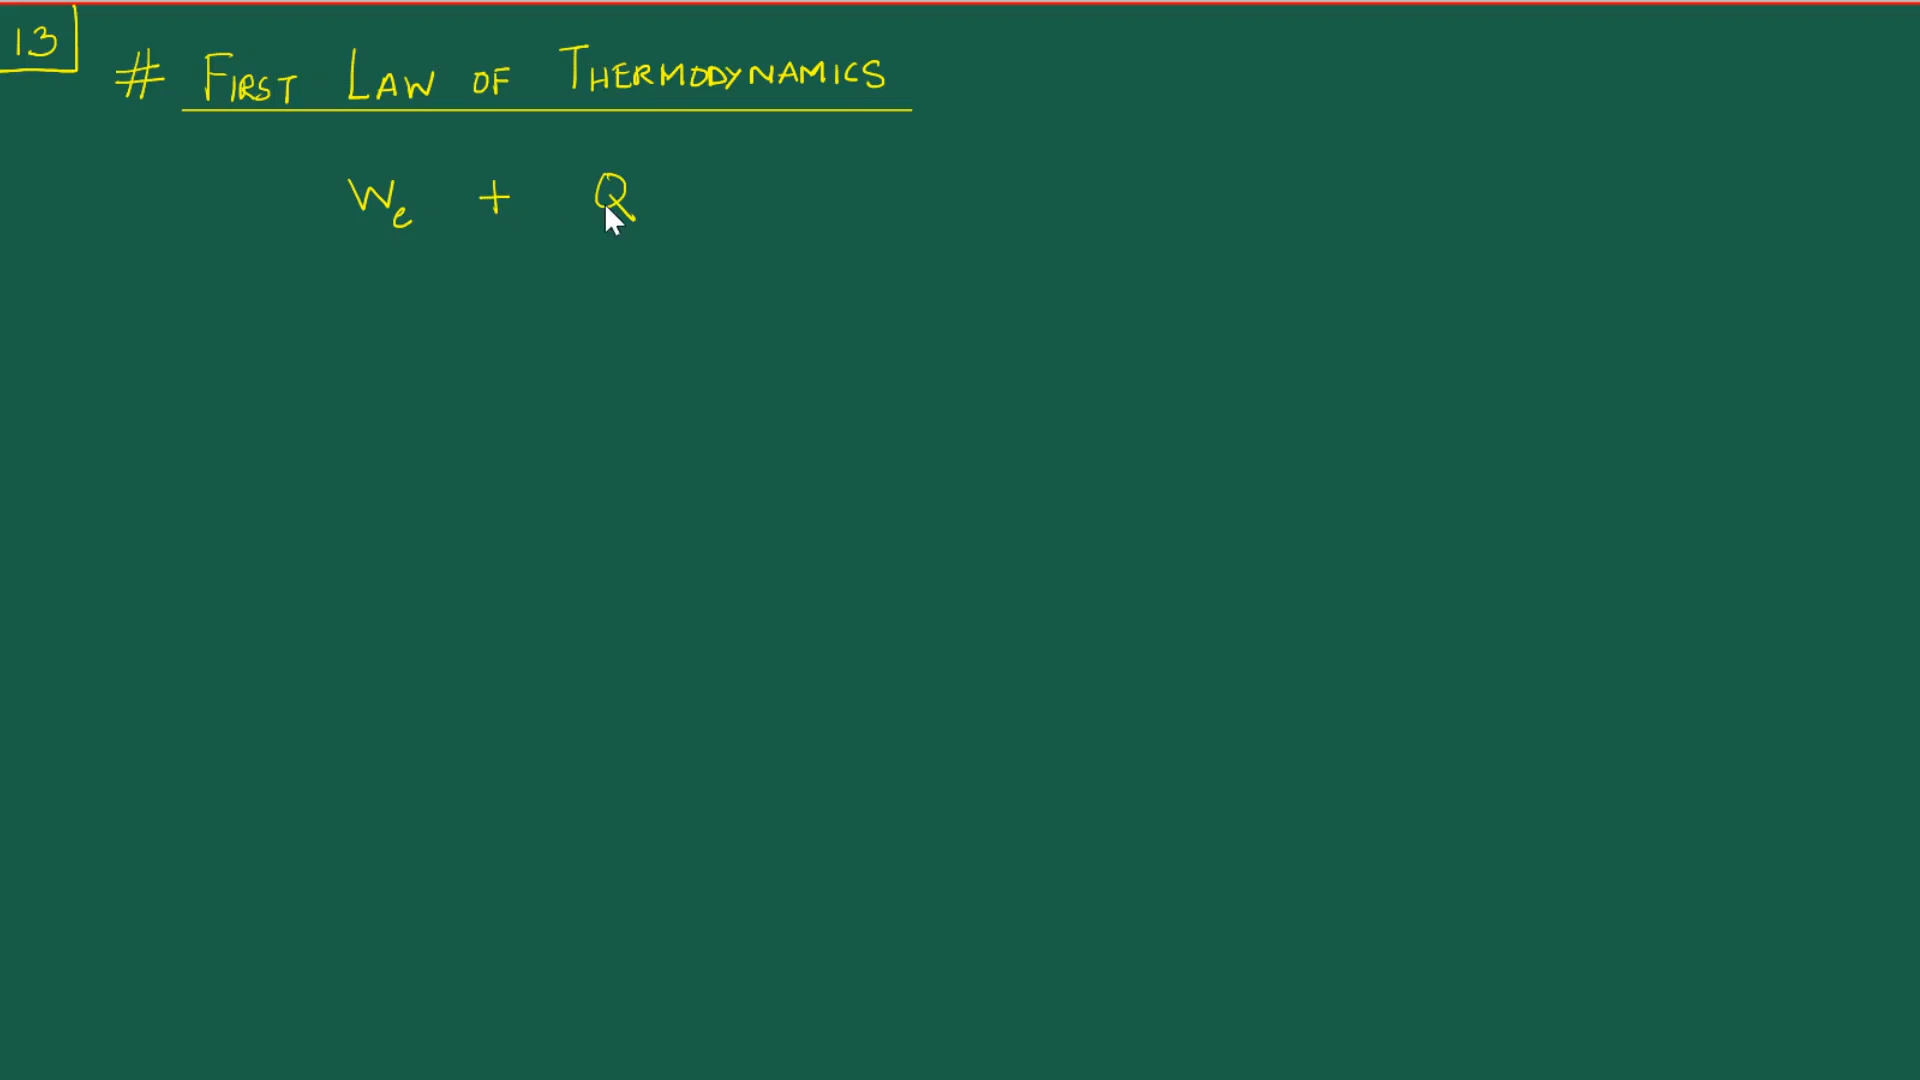 13
# FIRST LAW OF THERMODYNAMICS
We + Q